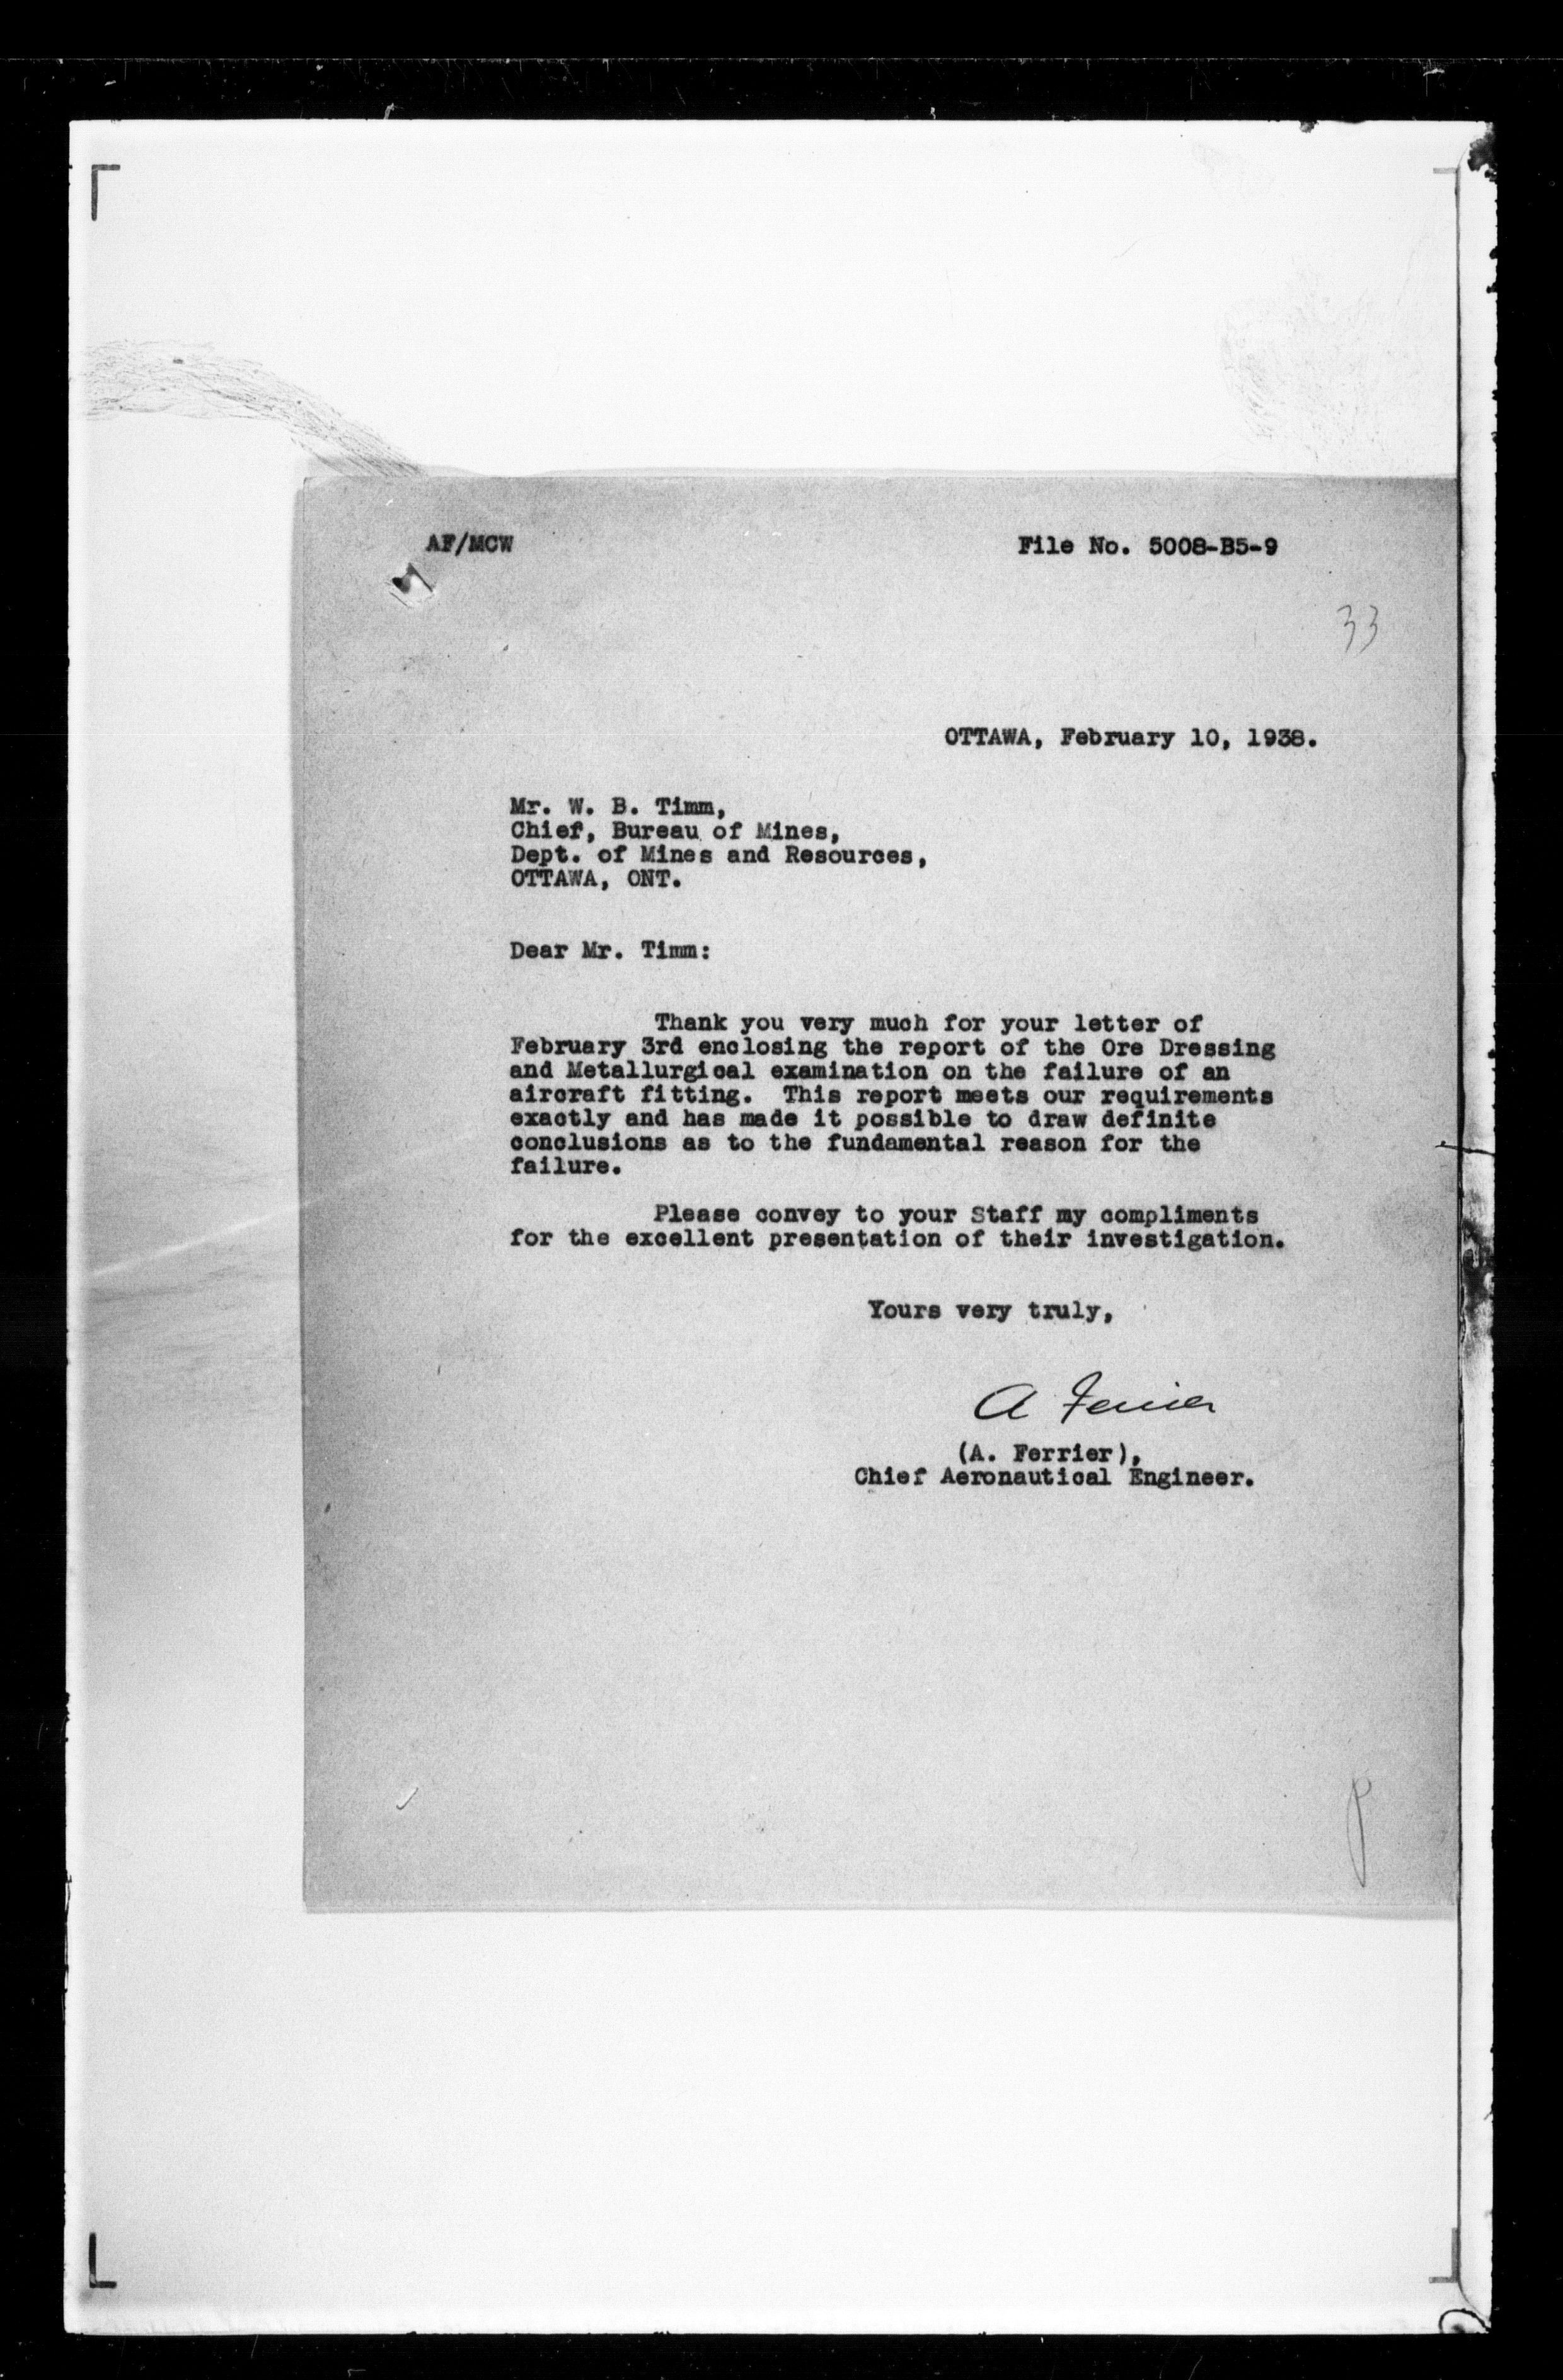 AF/MCW
File No. 5008-B5-9
33
OTTAWA, February 10, 1938.
Mr. W. B. Timm,
Chief, Bureau of Mines,
Dept. of Mines and Resources,
OTTAWA, ONT.
Dear Mr. Timm:
Thank you very much for your letter of
February 3rd enclosing the report of the Ore Dressing
and Metallurgical examination on the failure of an
aircraft fitting. This report meets our requirements
exactly and has made it possible to draw definite
conclusions as to the fundamental reason for the
failure.
Please convey to your Staff my compliments
for the excellent presentation of their investigation.
Yours very truly,
A Ferrier
(A. Ferrier),
Chief Aeronautical Engineer.